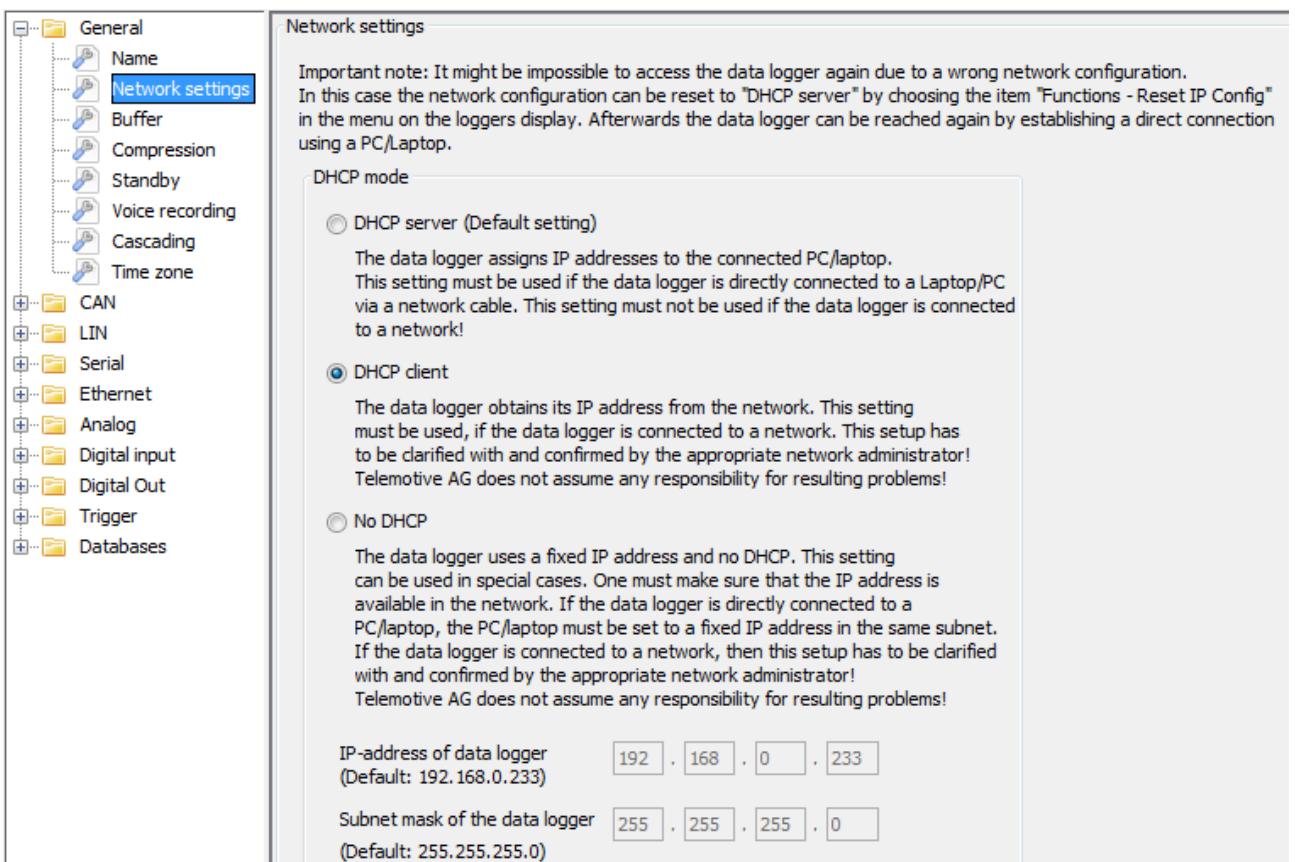 General
Name
Network settings
Buffer
Compression
Standby
Voice recording
Cascading
Time zone
CAN
LIN
Serial
Ethernet
Analog
Digital input
Digital Out
Trigger
Databases
Network settings
Important note: It might be impossible to access the data logger again due to a wrong network configuration.
In this case the network configuration can be reset to "DHCP server" by choosing the item "Functions - Reset IP Config"
in the menu on the loggers display. Afterwards the data logger can be reached again by establishing a direct connection
using a PC/Laptop.
DHCP mode
DHCP server (Default setting)
The data logger assigns IP addresses to the connected PC/laptop.
This setting must be used if the data logger is directly connected to a Laptop/PC
via a network cable. This setting must not be used if the data logger is connected
to a network!
DHCP client
The data logger obtains its IP address from the network. This setting
must be used, if the data logger is connected to a network. This setup has
to be clarified with and confirmed by the appropriate network administrator!
Telemotive AG does not assume any responsibility for resulting problems!
No DHCP
The data logger uses a fixed IP address and no DHCP. This setting
can be used in special cases. One must make sure that the IP address is
available in the network. If the data logger is directly connected to a
PC/laptop, the PC/laptop must be set to a fixed IP address in the same subnet.
If the data logger is connected to a network, then this setup has to be clarified
with and confirmed by the appropriate network administrator!
Telemotive AG does not assume any responsibility for resulting problems!
IP-address of data logger 192 . 168 . 0 . 233
(Default: 192.168.0.233)
Subnet mask of the data logger 255 . 255 . 255 . 0
(Default: 255.255.255.0)